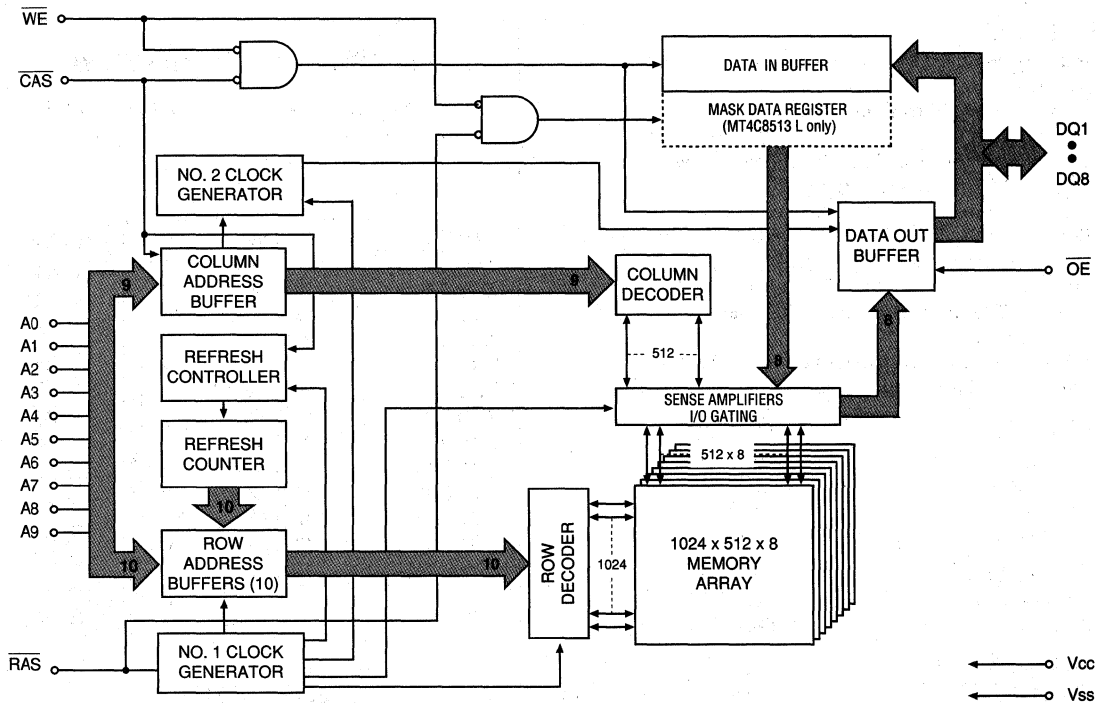 WE
CAS
DATA IN BUFFER
MASK DATA REGISTER
(MT4C8513 L only)
DQ1
DQ8
NO. 2 CLOCK
GENERATOR
DATA OUT
BUFFER
OE
9
COLUMN
ADDRESS
BUFFER
9
COLUMN
DECODER
8
8
A0
A1
A2
A3
A4
A5
A6
A7
A8
A9
REFRESH
CONTROLLER
512
SENSE AMPLIFIERS
I/O GATING
REFRESH
COUNTER
512 x 8
10
10
ROW
ADDRESS
BUFFERS (10)
10
ROW
DECODER
1024
1024 x 512 x 8
MEMORY
ARRAY
RAS
NO. 1 CLOCK
GENERATOR
Vcc
Vss